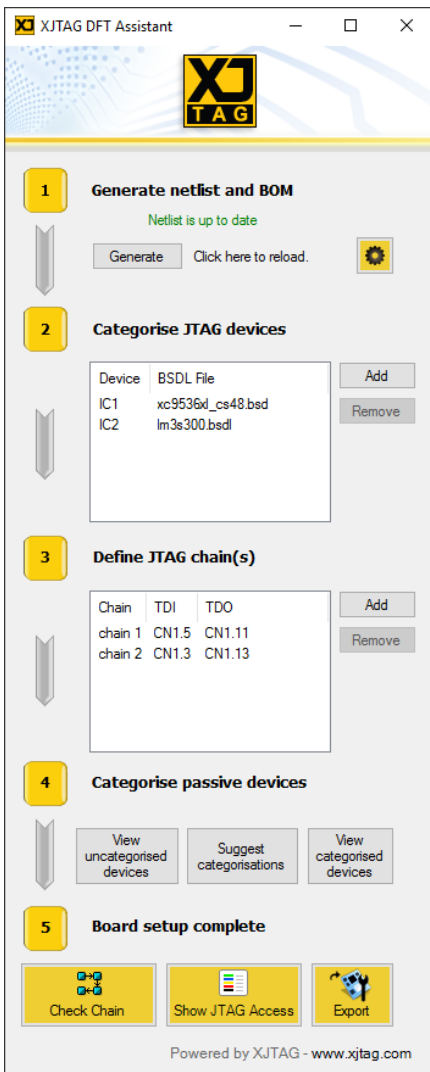 XJTAG DFT Assistant
XJ
TAG
1 Generate netlist and BOM
Netlist is up to date
Generate Click here to reload.
2 Categorise JTAG devices
Device BSDL File
IC1 xc9536xl_cs48.bsd
IC2 lm3s300.bsdl
Add
Remove
3 Define JTAG chain(s)
Chain TDI TDO
chain 1 CN1.5 CN1.11
chain 2 CN1.3 CN1.13
Add
Remove
4 Categorise passive devices
View
uncategorised
devices
Suggest
categorisations
View
categorised
devices
5 Board setup complete
Check Chain
Show JTAG Access
Export
Powered by XJTAG - www.xjtag.com